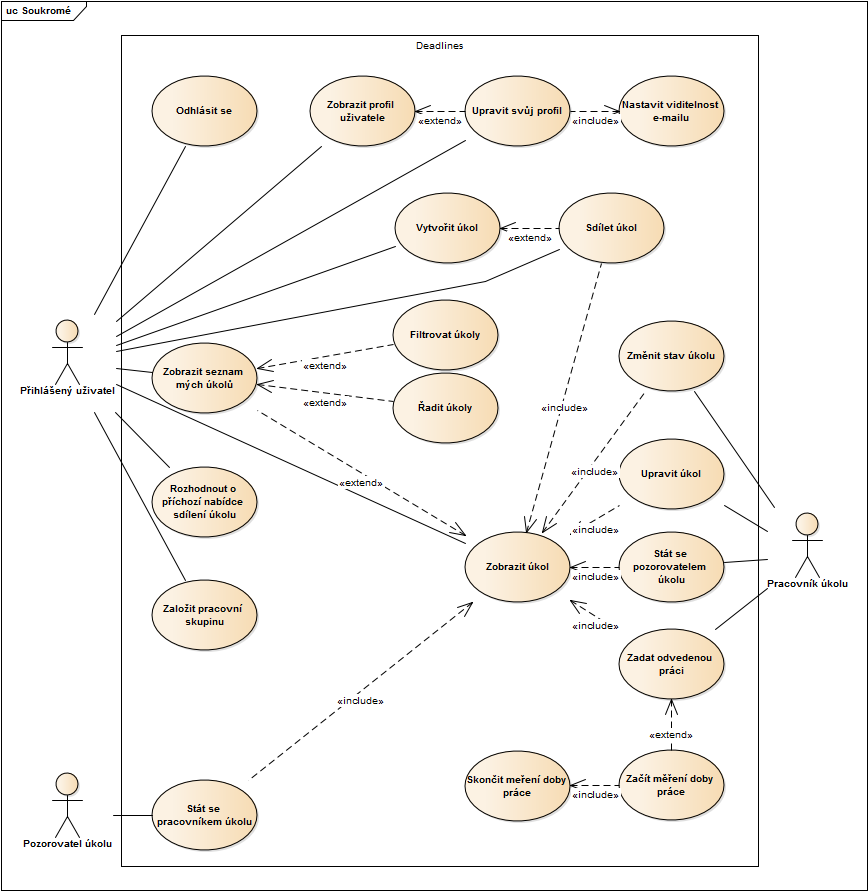 uc Soukromé
Deadlines
Odhlásit se
Zobrazit profil
uživatele
«extend»
Upravit svůj profil
«include»
Nastavit viditelnost
e-mailu
Vytvořit úkol
«extend»
Sdílet úkol
Filtrovat úkoly
«extend»
Zobrazit seznam
mých úkolů
«extend»
Řadit úkoly
Změnit stav úkolu
Přihlášený uživatel
«include»
«include»
Upravit úkol
«extend»
Rozhodnout o
příchozí nabídce
sdílení úkolu
«include»
Zobrazit úkol
«include»
Stát se
pozorovatelem
úkolu
Pracovník úkolu
Založit pracovní
skupinu
«include»
Zadat odvedenou
práci
«include»
«extend»
Skončit meření doby
práce
«include»
Začít měření doby
práce
Stát se
pracovníkem úkolu
Pozorovatel úkolu